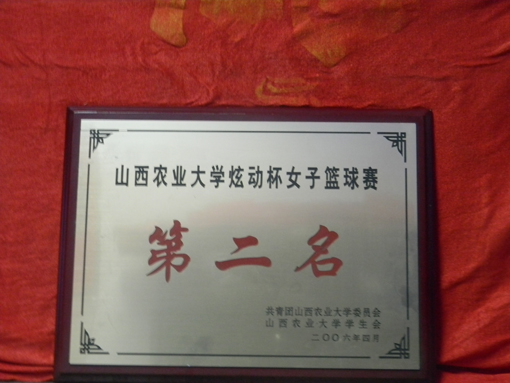 山西农业大学炫动杯女子篮球赛
第二名
共青团山西农业大学委员会
山西农业大学学生会
二〇〇六年四月